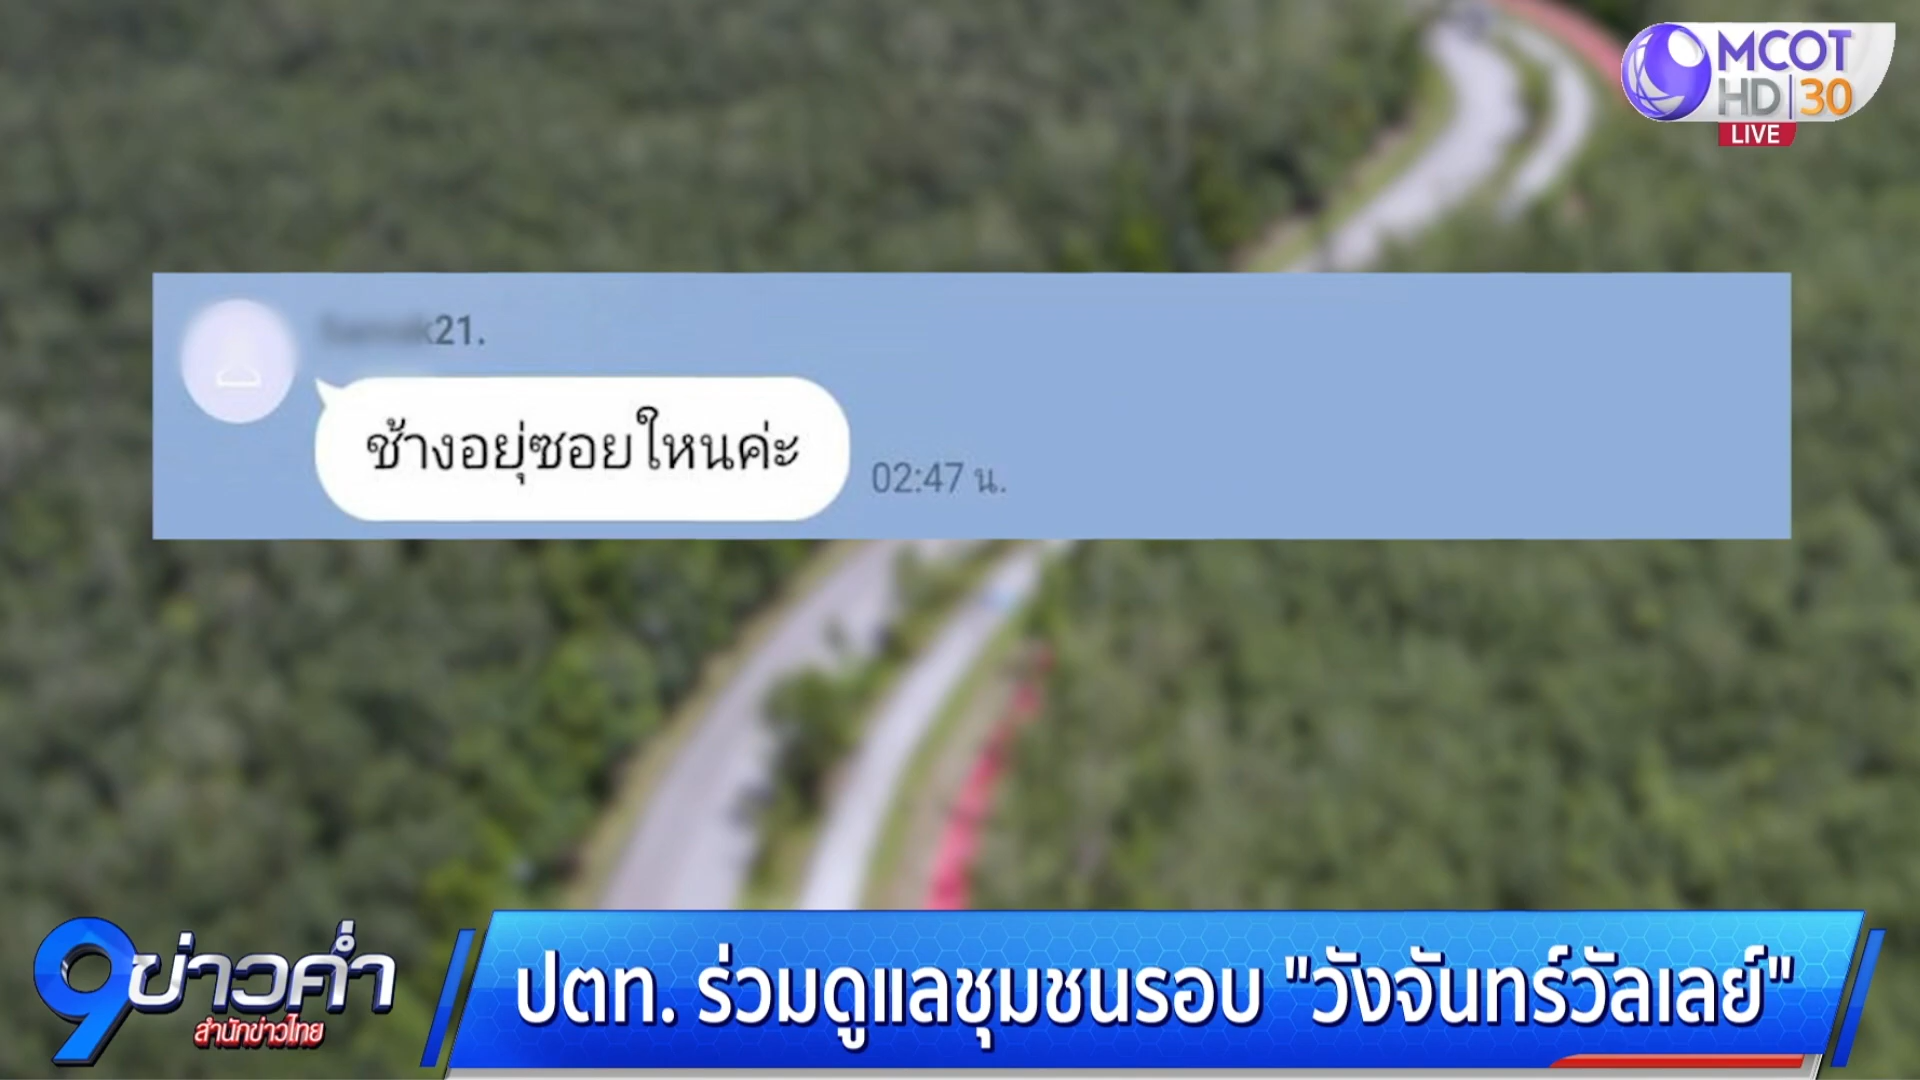 MCOT
HD 30
LIVE
21.
ช้างอยุ่ซอยใหนค่ะ
02:47 น.
9 ข่าวค่ำ
สำนักข่าวไทย
ปตท. ร่วมดูแลชุมชนรอบ "วังจันทร์วัลเลย์"